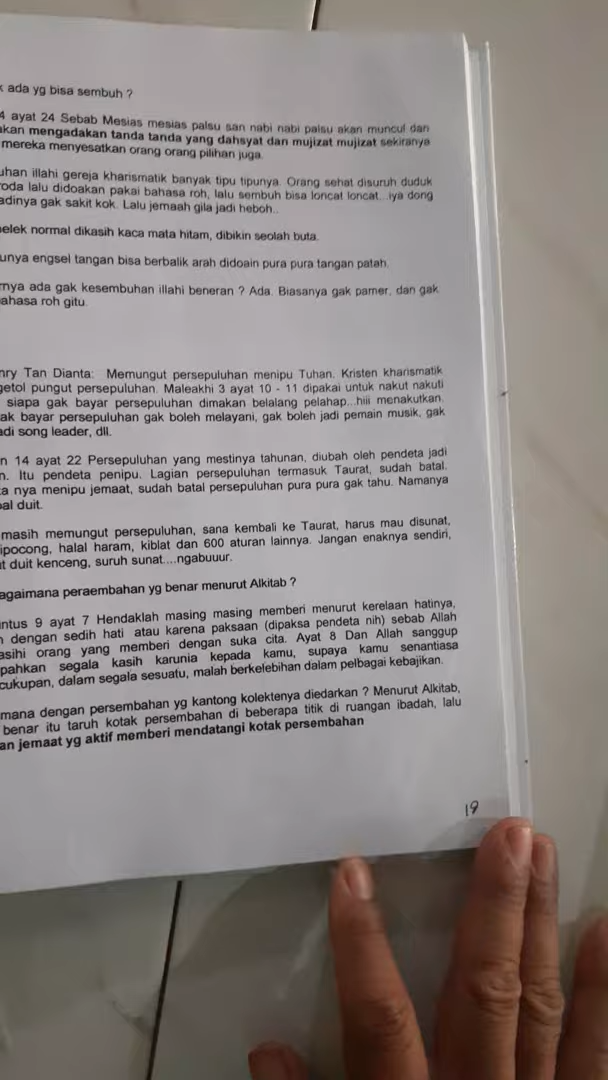 ada yg bisa sembuh ?
4 ayat 24 Sebab Mesias mesias palsu san nabi nabi palsu akan muncul dan
akan mengadakan tanda tanda yang dahsyat dan mujizat mujizat sekiranya
mereka menyesatkan orang orang pilihan juga.
uhan illahi gereja kharismatik banyak tipu tipunya. Orang sehat disuruh duduk
roda lalu didoakan pakai bahasa roh, lalu sembuh bisa loncat loncat...iya dong
adinya gak sakit kok. Lalu jemaah gila jadi heboh..
elek normal dikasih kaca mata hitam, dibikin seolah buta.
unya engsel tangan bisa berbalik arah didoain pura pura tangan patah.
rnya ada gak kesembuhan illahi beneran ? Ada. Biasanya gak pamer, dan gak
ahasa roh gitu.
nry Tan Dianta: Memungut persepuluhan menipu Tuhan. Kristen kharismatik
getol pungut persepuluhan. Maleakhi 3 ayat 10 - 11 dipakai untuk nakut nakuti
siapa gak bayar persepuluhan dimakan belalang pelahap...hiii menakutkan.
ak bayar persepuluhan gak boleh melayani, gak boleh jadi pemain musik, gak
adi song leader, dll.
n 14 ayat 22 Persepuluhan yang mestinya tahunan, diubah oleh pendeta jadi
n. Itu pendeta penipu. Lagian persepuluhan termasuk Taurat, sudah batal.
a nya menipu jemaat, sudah batal persepuluhan pura pura gak tahu. Namanya
al duit.
masih memungut persepuluhan, sana kembali ke Taurat, harus mau disunat,
ipocong, halal haram, kiblat dan 600 aturan lainnya. Jangan enaknya sendiri,
ut duit kenceng, suruh sunat....ngabuuur.
agaimana peraembahan yg benar menurut Alkitab ?
intus 9 ayat 7 Hendaklah masing masing memberi menurut kerelaan hatinya,
n dengan sedih hati atau karena paksaan (dipaksa pendeta nih) sebab Allah
asihi orang yang memberi dengan suka cita. Ayat 8 Dan Allah sanggup
pahkan segala kasih karunia kepada kamu, supaya kamu senantiasa
cukupan, dalam segala sesuatu, malah berkelebihan dalam pelbagai kebajikan.
mana dengan persembahan yg kantong kolektenya diedarkan ? Menurut Alkitab,
benar itu taruh kotak persembahan di beberapa titik di ruangan ibadah, lalu
an jemaat yg aktif memberi mendatangi kotak persembahan
19